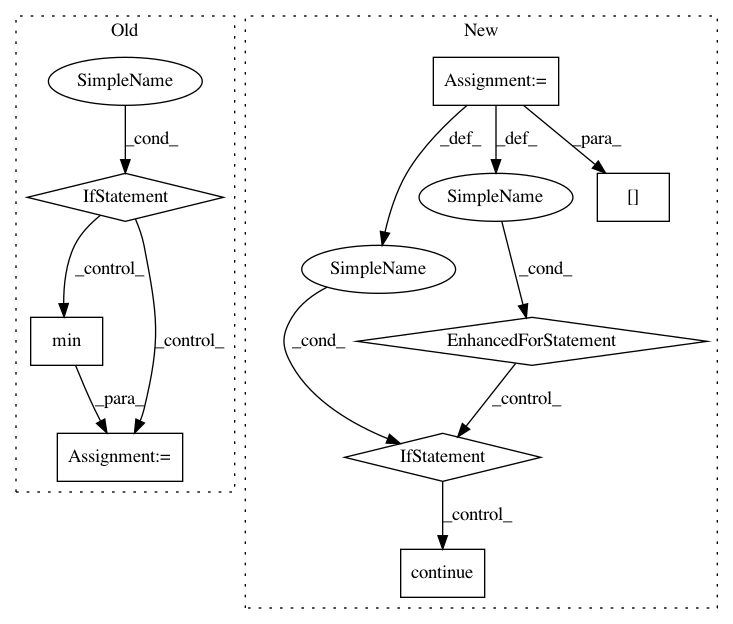 Old
New
SimpleName
Assignment:=
_cond_
_def_
_def_
_para_
IfStatement
SimpleName
[]
_control_
SimpleName
_cond_
min
_control_
_cond_
EnhancedForStatement
_para_
_control_
Assignment:=
IfStatement
_control_
continue